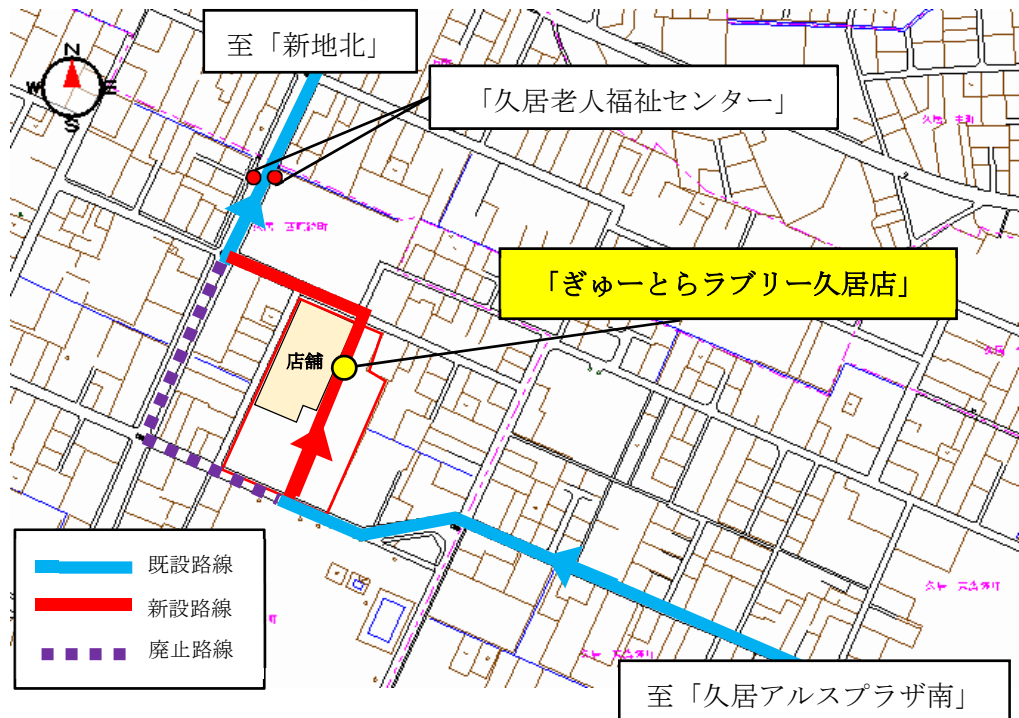 至「新地北」
N
W
E
S
「久居老人福祉センター」
「ぎゅーとらラブリー久居店」
店舗
既設路線
新設路線
廃止路線
至「久居アルスプラザ南」